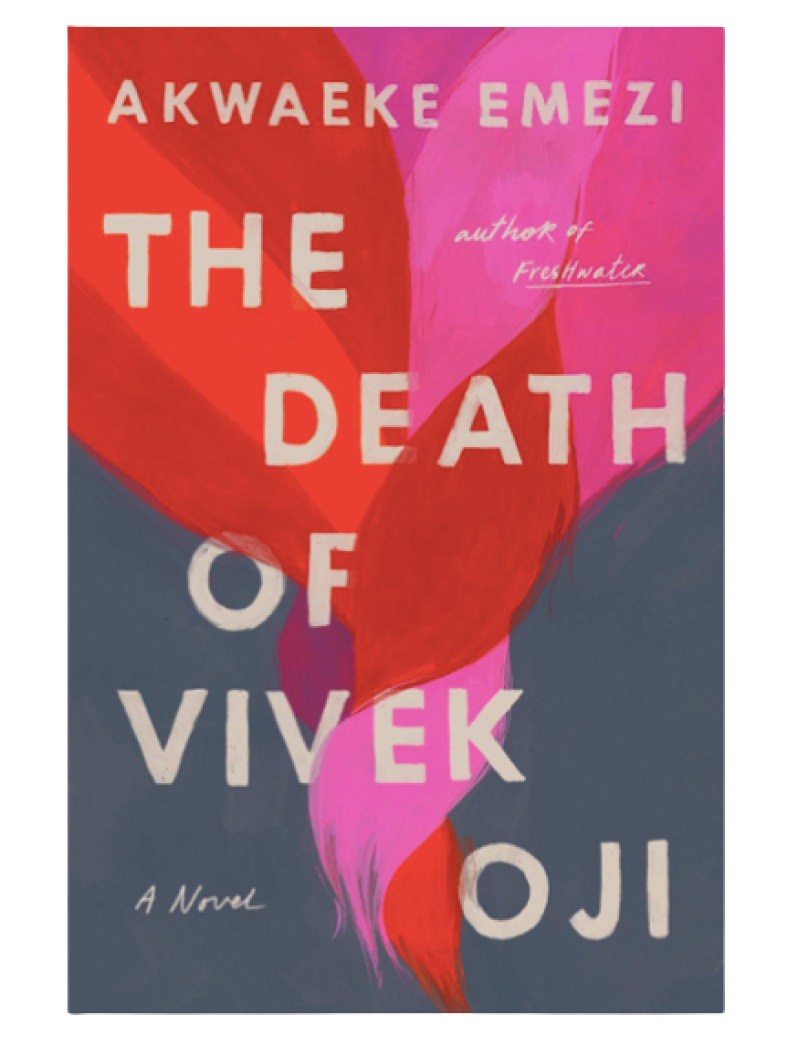 AKWAEKE EMEZI
THE
author of
Freshwater
DEATH
OF
VIVEK
OJI
A Novel